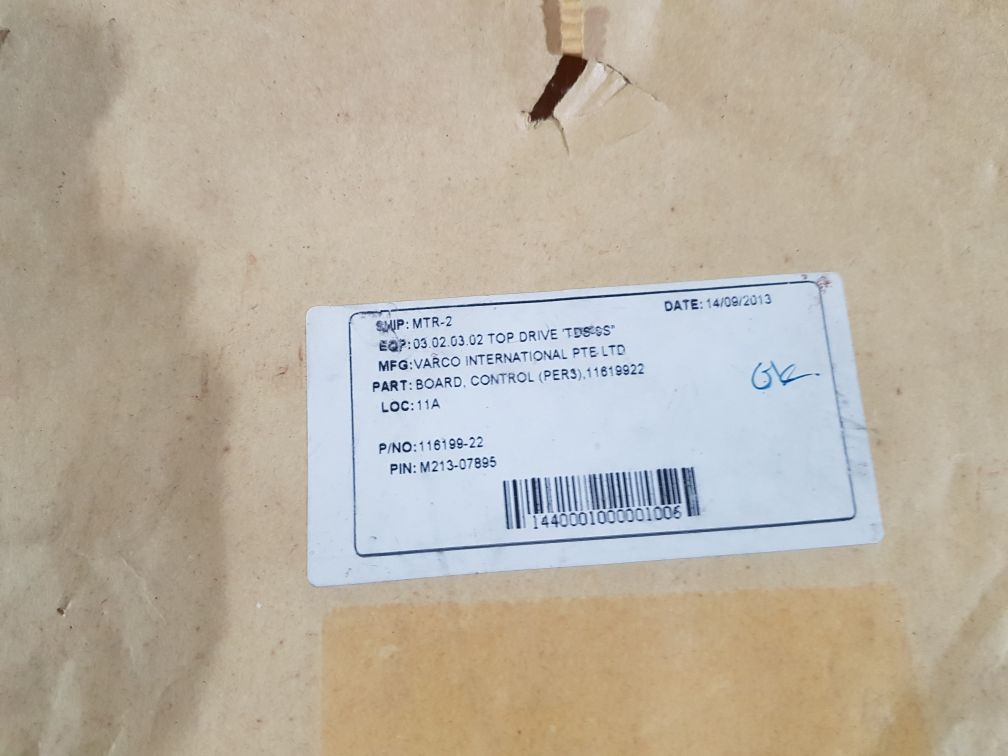 SHIP: MTR-2
DATE: 14/09/2013
EQP: 03.02.03.02 TOP DRIVE "TDS-9S"
MFG: VARCO INTERNATIONAL PTE LTD
PART: BOARD, CONTROL (PER3),11619922
LOC: 11A
OK
P/NO: 116199-22
PIN: M213-07895
1440001000001006